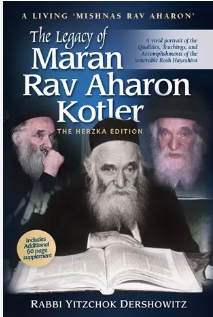 A LIVING 'MISHNAS RAV AHARON'
The Legacy of
Maran
Rav Aharon
Kotler
THE HERZKA EDITION
A vivid portrait of the
Qualities, Teachings, and
Accomplishments of the
venerable Rosh Hayeshiva
Includes
Additional
60 page
supplement
RABBI YITZCHOK DERSHOWITZ